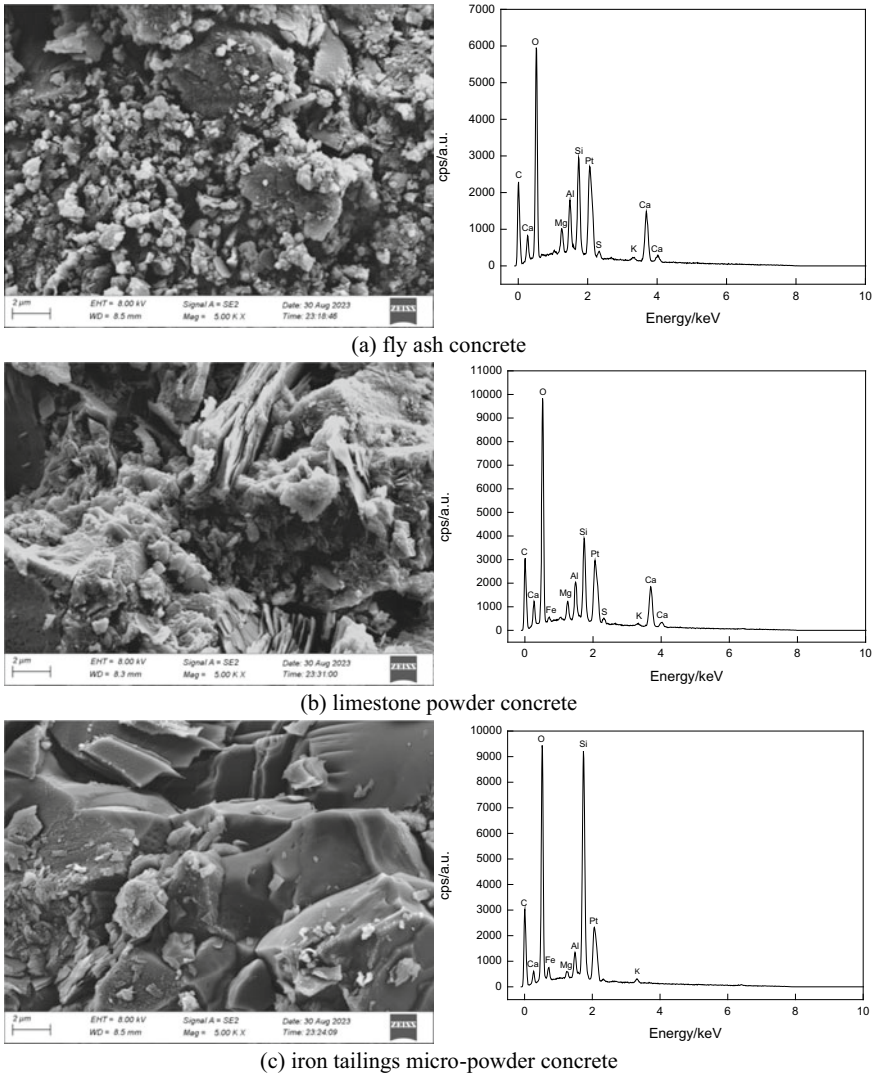 2 µm
EHT = 8.00 kV Signal A = SE2 Date: 30 Aug 2023
WD = 8.5 mm Mag = 5.00 K X Time: 23:18:46
ZEISS
cps/a.u.
7000
6000
5000
4000
3000
2000
1000
0
C
Ca
O
Mg
Al
Si
Pt
S
K
Ca
Ca
0 2 4 6 8 10
Energy/keV
(a) fly ash concrete
2 µm
EHT = 8.00 kV Signal A = SE2 Date: 30 Aug 2023
WD = 8.3 mm Mag = 5.00 K X Time: 23:31:00
ZEISS
cps/a.u.
11000
10000
9000
8000
7000
6000
5000
4000
3000
2000
1000
0
C
Ca
O
Fe
Mg
Al
Si
Pt
S
K
Ca
Ca
0 2 4 6 8 10
Energy/keV
(b) limestone powder concrete
2 µm
EHT = 8.00 kV Signal A = SE2 Date: 30 Aug 2023
WD = 8.5 mm Mag = 5.00 K X Time: 23:24:09
ZEISS
cps/a.u.
10000
9000
8000
7000
6000
5000
4000
3000
2000
1000
0
C
Ca
O
Fe
Mg
Al
Si
Pt
K
0 2 4 6 8 10
Energy/keV
(c) iron tailings micro-powder concrete